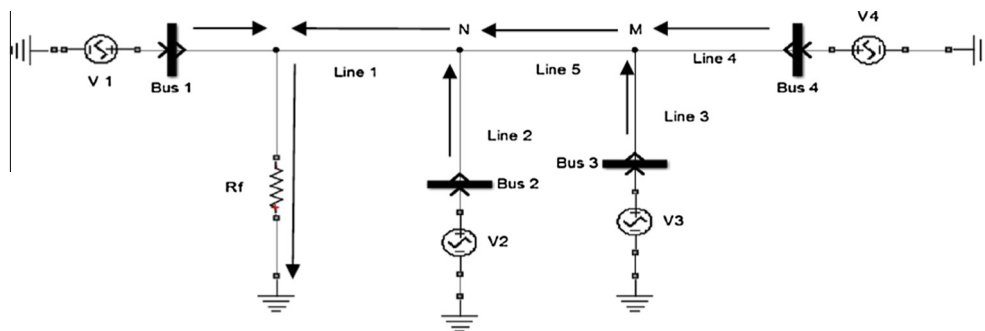 N
M
V4
V 1
Bus 1
Line 1
Line 5
Line 4
Bus 4
Line 2
Line 3
Bus 3
Rf
Bus 2
V2
V3